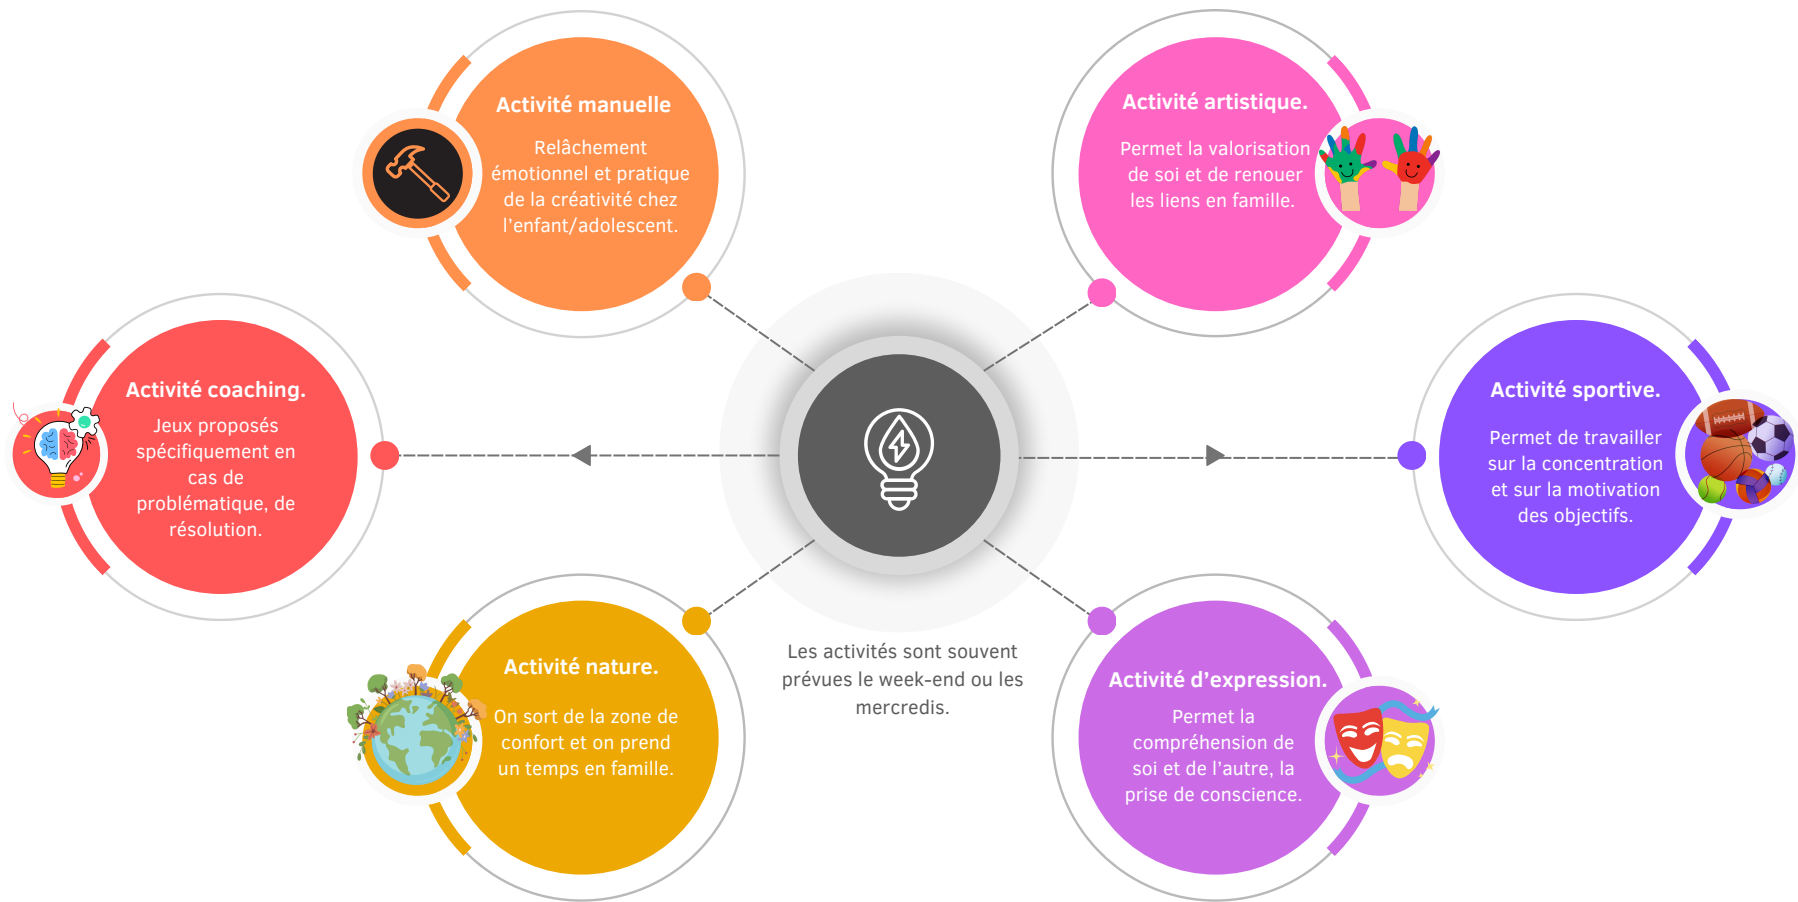 Activité manuelle
Relâchement
émotionnel et pratique
de la créativité chez
l'enfant/adolescent.
Activité artistique.
Permet la valorisation
de soi et de renouer
les liens en famille.
Activité coaching.
Jeux proposés
spécifiquement en
cas de
problématique, de
résolution.
Activité sportive.
Permet de travailler
sur la concentration
et sur la motivation
des objectifs.
Activité nature.
On sort de la zone de
confort et on prend
un temps en famille.
Les activités sont souvent
prévues le week-end ou les
mercredis.
Activité d'expression.
Permet la
compréhension de
soi et de l'autre, la
prise de conscience.